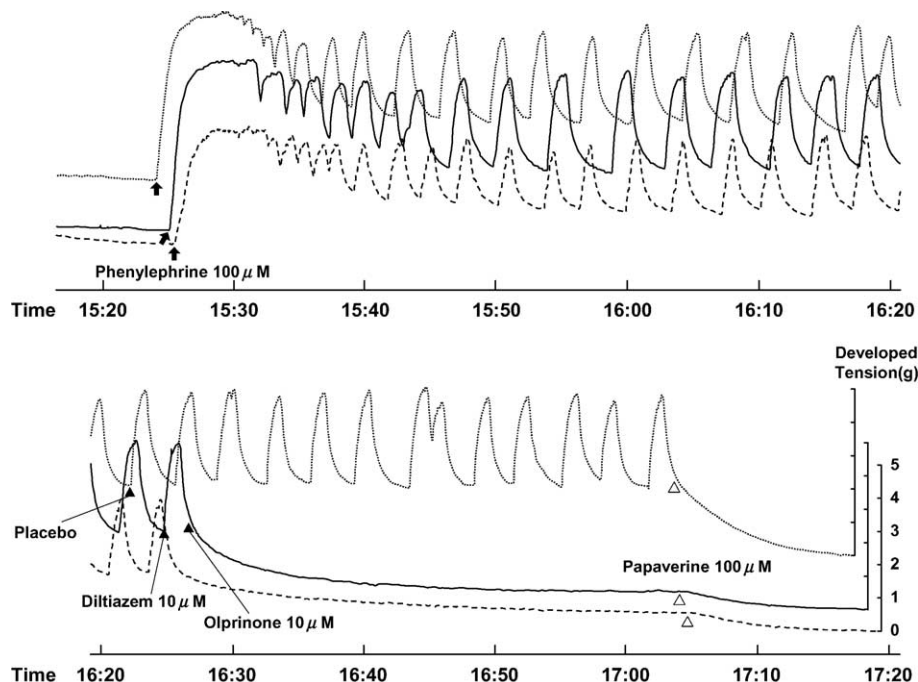 Phenylephrine 100 μ M
Time 15:20 15:30 15:40 15:50 16:00 16:10 16:20
Developed
Tension(g)
5
4
Placebo
3
Papaverine 100 μ M
2
Diltiazem 10 μ M
1
Olprinone 10 μ M
0
Time 16:20 16:30 16:40 16:50 17:00 17:10 17:20